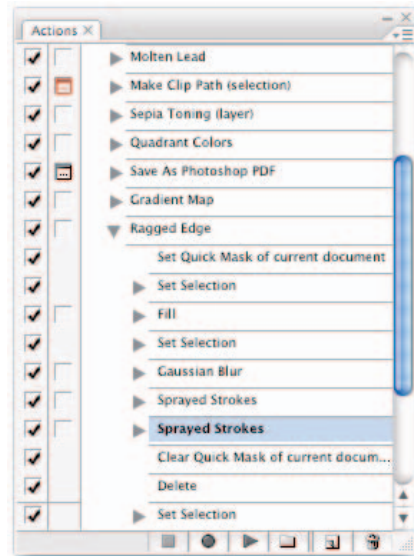 Actions ×
Molten Lead
Make Clip Path (selection)
Sepia Toning (layer)
Quadrant Colors
Save As Photoshop PDF
Gradient Map
Ragged Edge
Set Quick Mask of current document
Set Selection
Fill
Set Selection
Gaussian Blur
Sprayed Strokes
Sprayed Strokes
Clear Quick Mask of current docum...
Delete
Set Selection